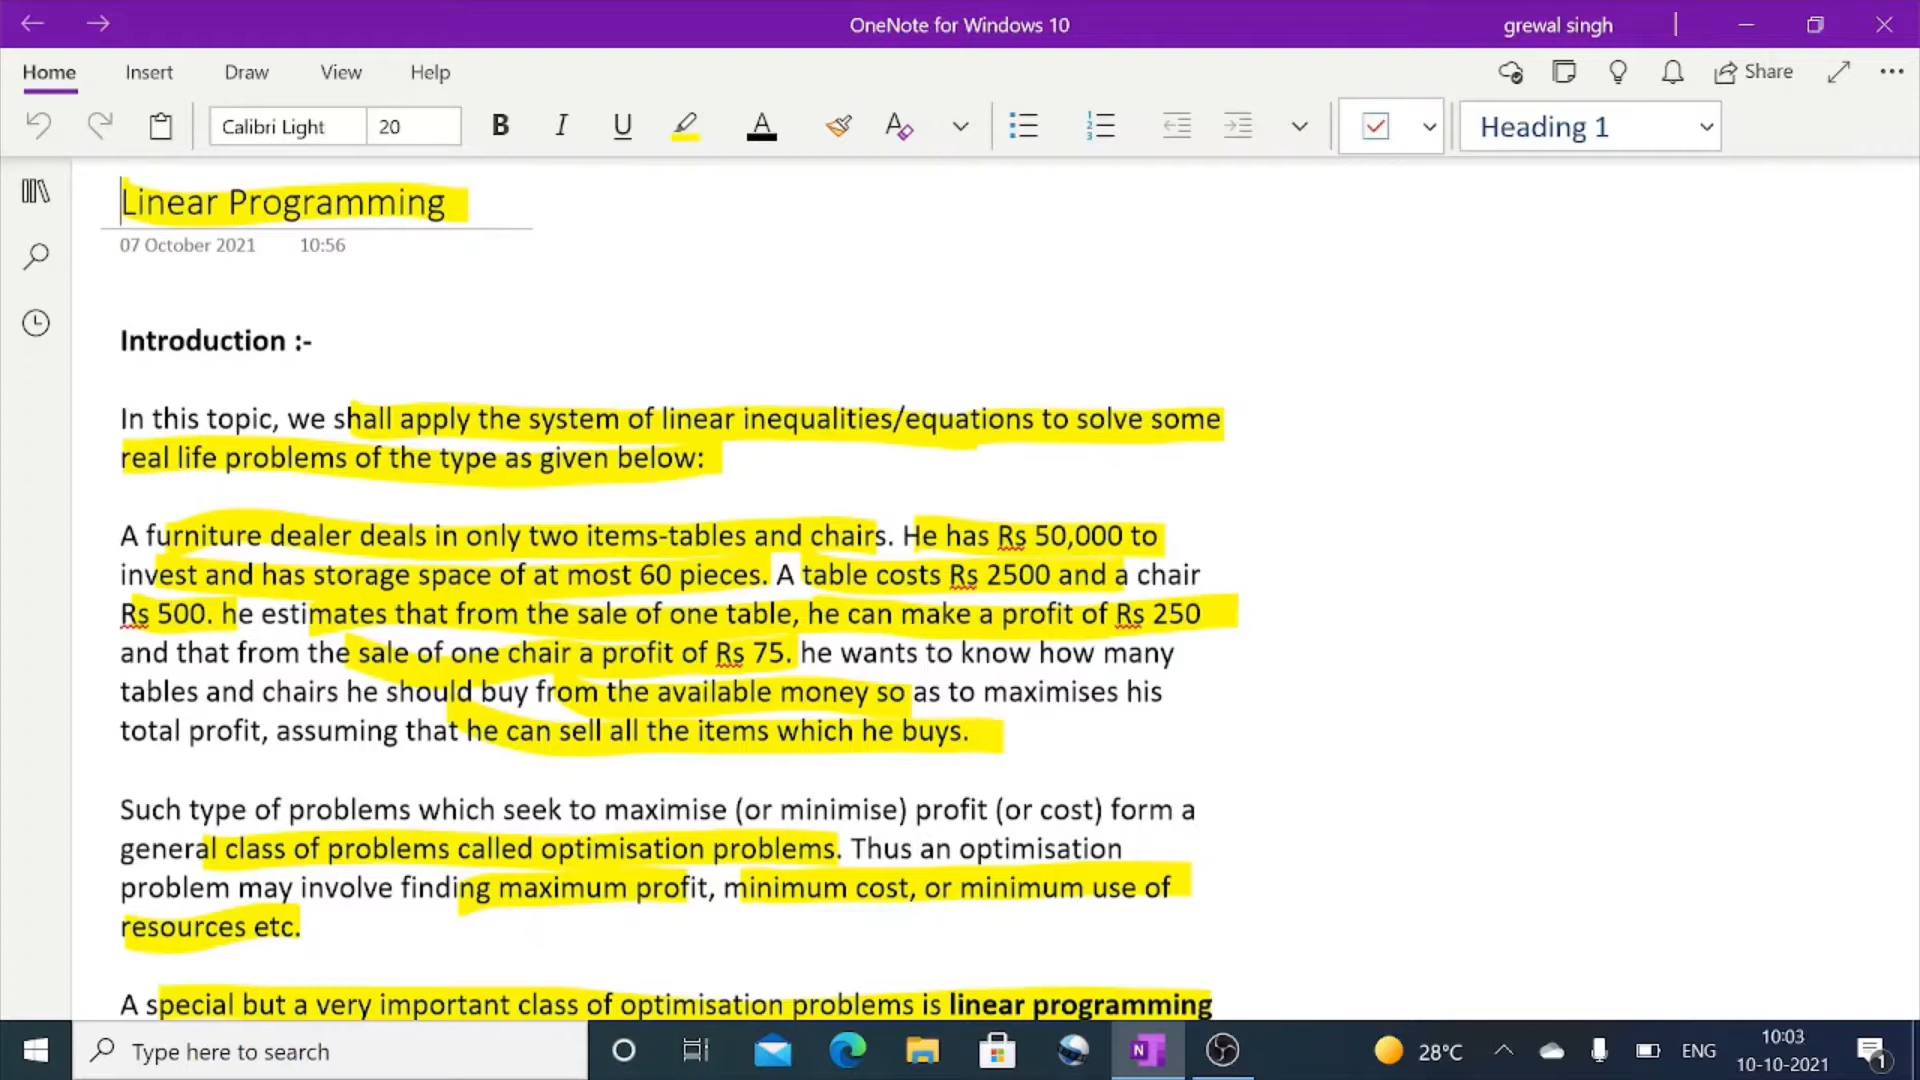 OneNote for Windows 10
grewal singh
Home Insert Draw View Help
Share
Calibri Light 20 B I U A Heading 1
Linear Programming
07 October 2021 10:56
Introduction :-
In this topic, we shall apply the system of linear inequalities/equations to solve some
real life problems of the type as given below:
A furniture dealer deals in only two items-tables and chairs. He has Rs 50,000 to
invest and has storage space of at most 60 pieces. A table costs Rs 2500 and a chair
Rs 500. he estimates that from the sale of one table, he can make a profit of Rs 250
and that from the sale of one chair a profit of Rs 75. he wants to know how many
tables and chairs he should buy from the available money so as to maximises his
total profit, assuming that he can sell all the items which he buys.
Such type of problems which seek to maximise (or minimise) profit (or cost) form a
general class of problems called optimisation problems. Thus an optimisation
problem may involve finding maximum profit, minimum cost, or minimum use of
resources etc.
A special but a very important class of optimisation problems is linear programming
Type here to search
28°C
ENG
10:03
10-10-2021
1